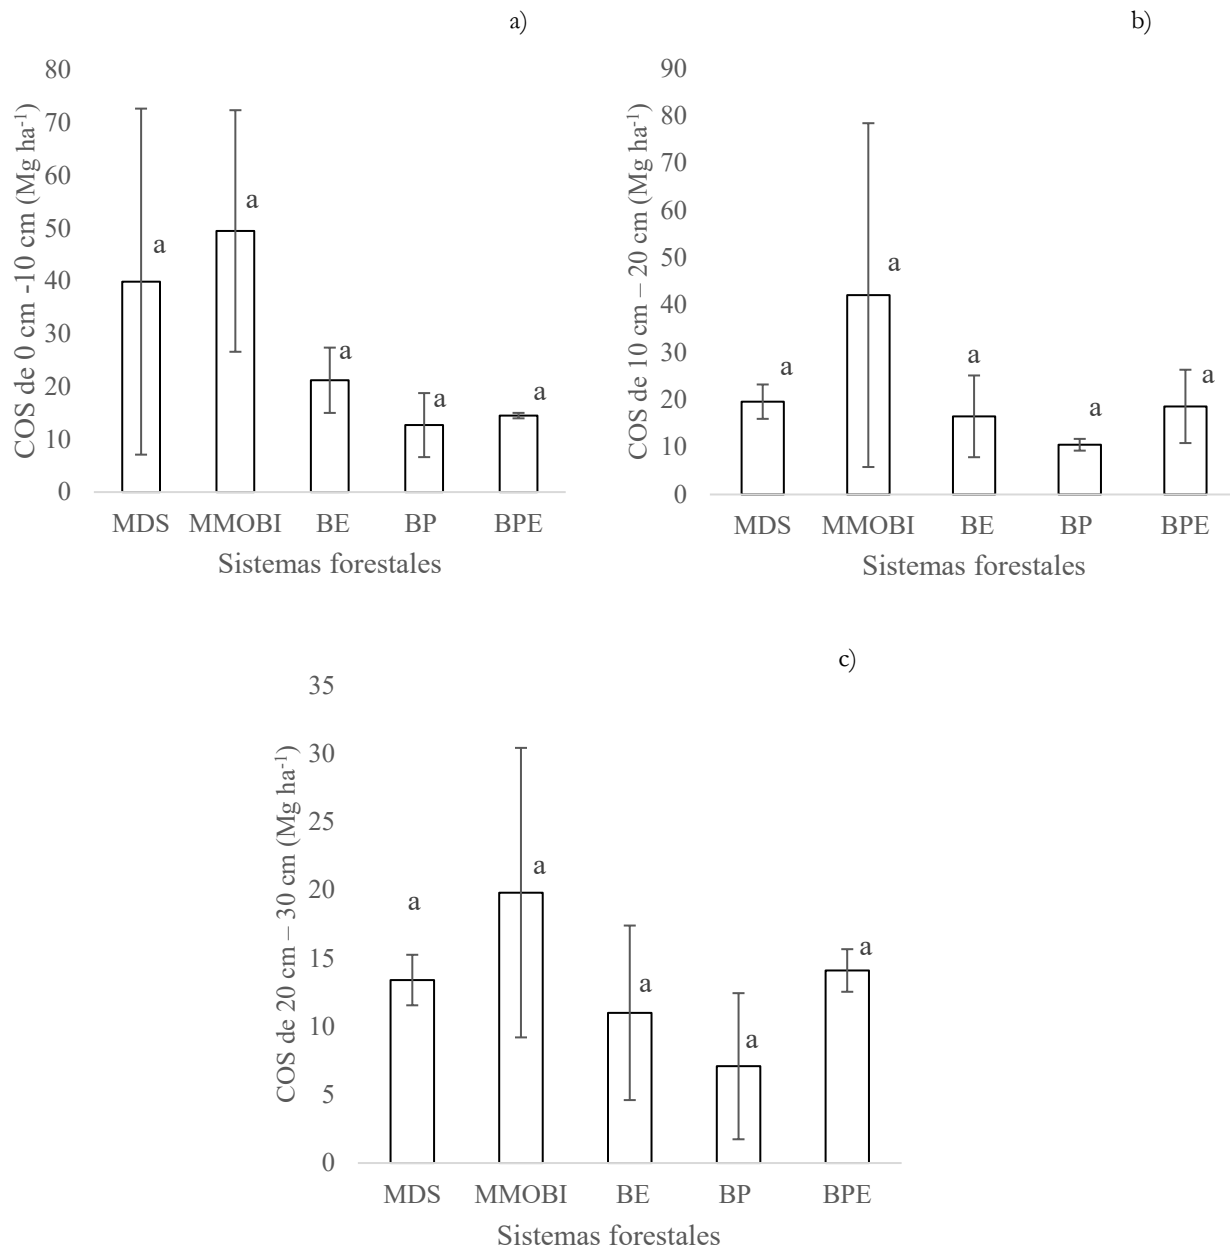 a)
COS de 0 cm -10 cm (Mg ha-1)
80
70
60
50
40
30
20
10
0
a
a
a
a
a
MDS MMOBI BE BP BPE
Sistemas forestales
b)
COS de 10 cm – 20 cm (Mg ha-1)
90
80
70
60
50
40
30
20
10
0
a
a
a
a
a
MDS MMOBI BE BP BPE
Sistemas forestales
c)
COS de 20 cm – 30 cm (Mg ha-1)
35
30
25
20
15
10
5
0
a
a
a
a
a
MDS MMOBI BE BP BPE
Sistemas forestales